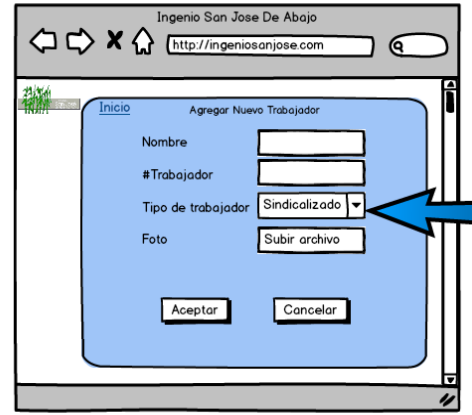 Ingenio San Jose De Abajo
http://ingeniosanjose.com
Inicio
Agregar Nuevo Trabajador
Nombre
#Trabajador
Tipo de trabajador Sindicalizado
Foto Subir archivo
Aceptar Cancelar